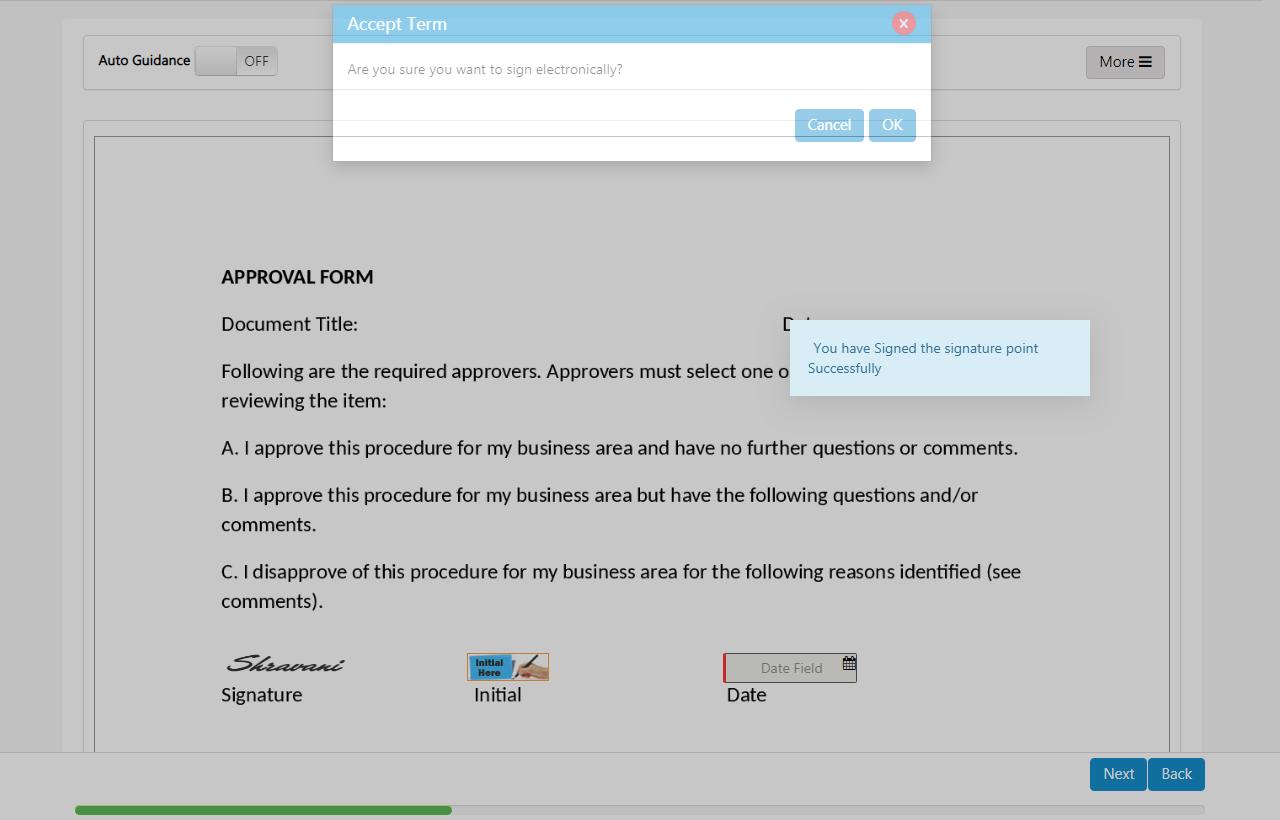 Accept Term
Are you sure you want to sign electronically?
Cancel OK
Auto Guidance OFF
More
APPROVAL FORM
Document Title:
You have Signed the signature point
Successfully
Following are the required approvers. Approvers must select one
reviewing the item:
A. I approve this procedure for my business area and have no further questions or comments.
B. I approve this procedure for my business area but have the following questions and/or
comments.
C. I disapprove of this procedure for my business area for the following reasons identified (see
comments).
Shravani
Initial
Here
Date Field
Signature Initial Date
Next Back